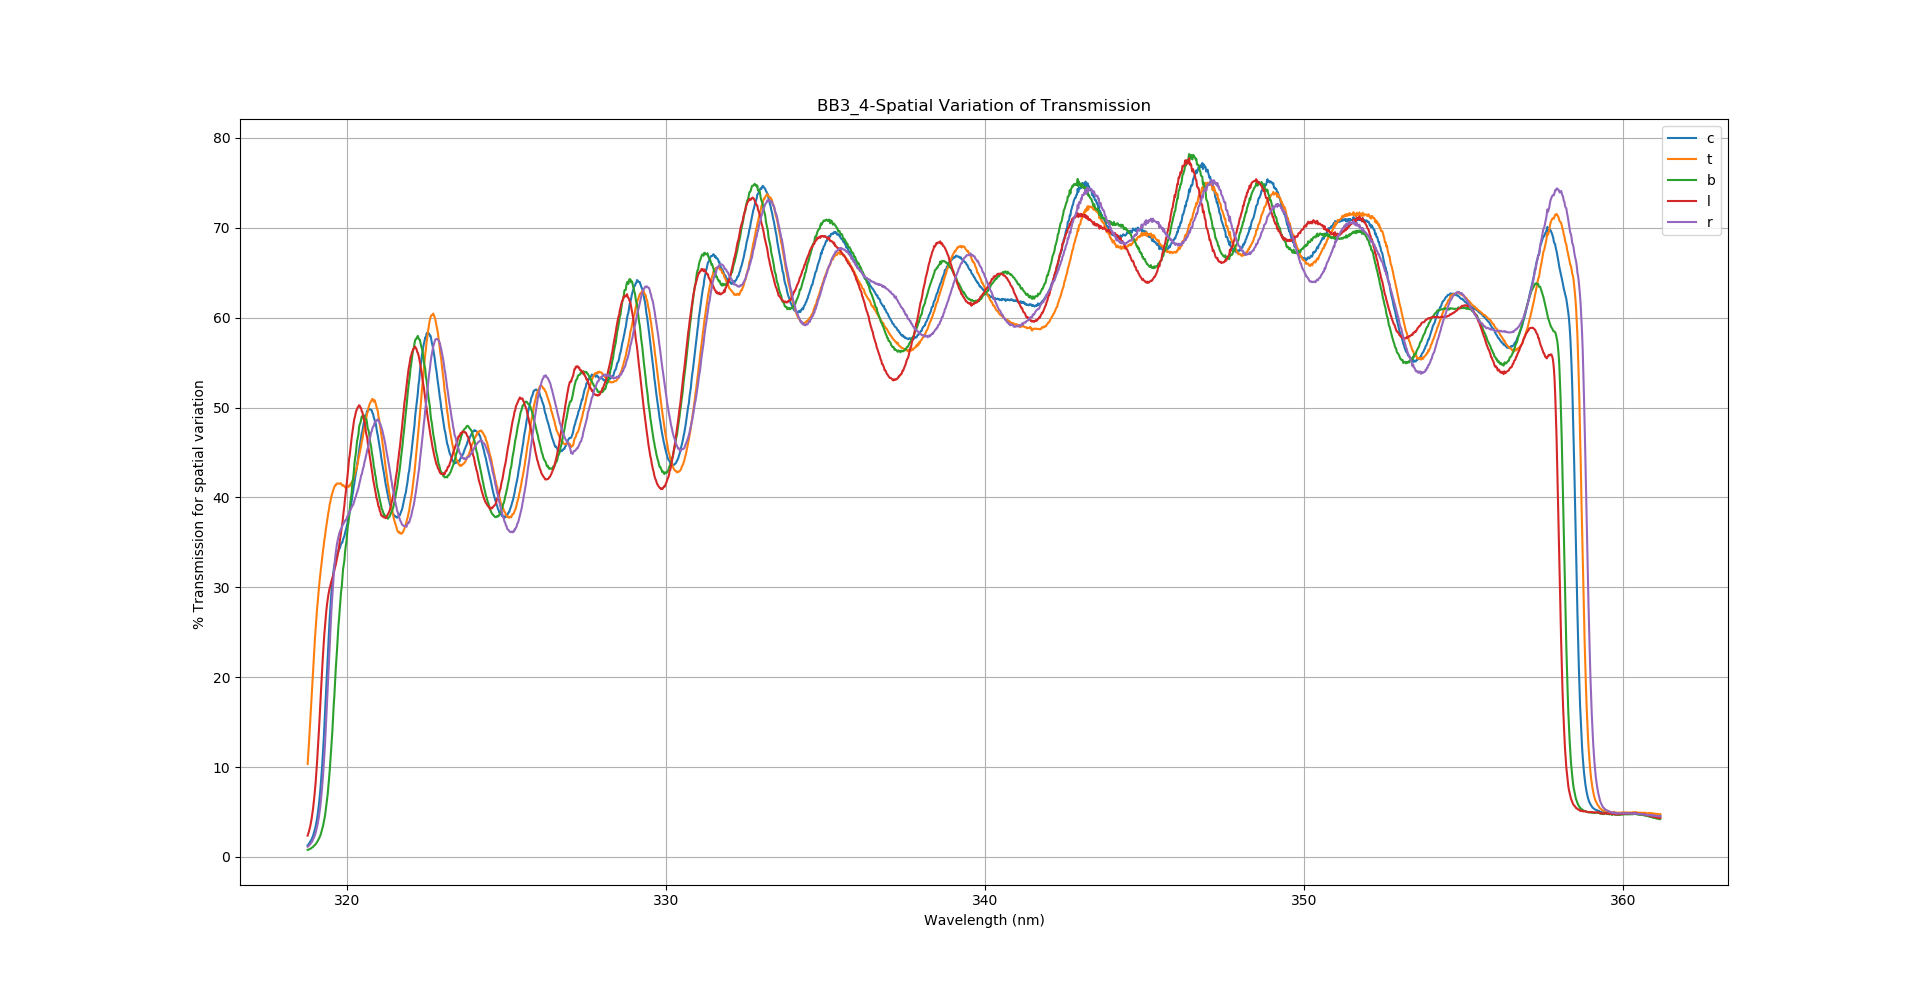 BB3_4-Spatial Variation of Transmission
% Transmission for spatial variation
80
70
60
50
40
30
20
10
0
320 330 340 350 360
Wavelength (nm)
c
t
b
l
r